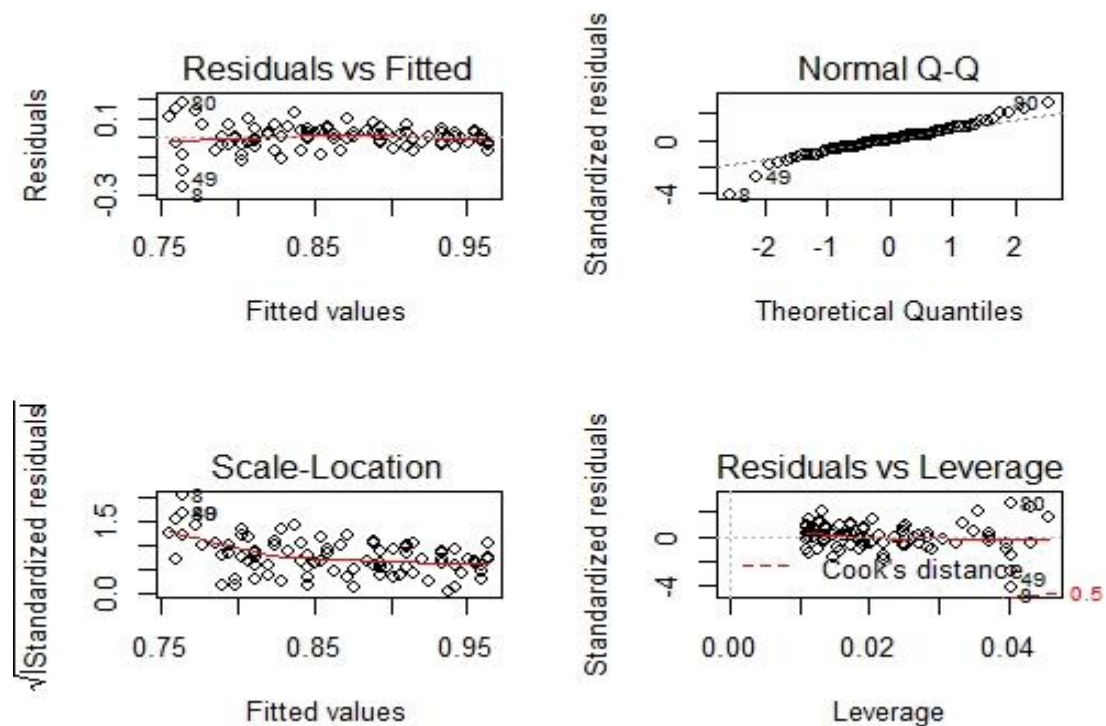 Residuals vs Fitted
Residuals
0.1
-0.3
80
49
8
0.75
0.85
0.95
Fitted values
Normal Q-Q
Standardized residuals
0
-4
80
49
8
-2
-1
0
1
2
Theoretical Quantiles
Scale-Location
√|Standardized residuals|
1.5
0.0
8
0.75
0.85
0.95
Fitted values
Residuals vs Leverage
Standardized residuals
0
-4
80
Cook's distance
49
8
0.5
0.00
0.02
0.04
Leverage